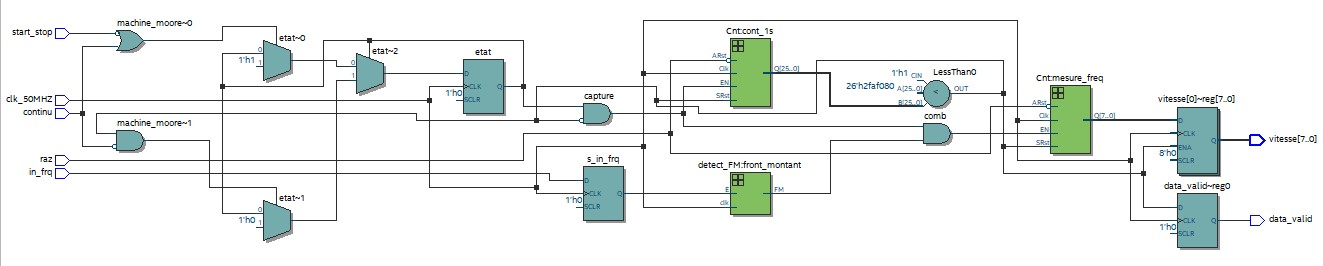 machine_moore~0
start_stop
etat~0
0
1'h1
1
etat~2
0
1
etat
D
>CLK
1'h0
SCLR
Q
clk_50MHZ
continu
machine_moore~1
raz
in_frq
etat~1
0
1'h0
1
capture
s_in_frq
D
>CLK
1'h0
SCLR
Q
Cnt:cont_1s
ARst
Clk
EN
SRst
Q[25..0]
detect_FM:front_montant
E
clk
FM
LessThan0
1'h1
CIN
26'h2faf080
A[25..0]
B[25..0]
<
OUT
comb
Cnt:mesure_freq
ARst
Clk
EN
SRst
Q[7..0]
vitesse[0]~reg[7..0]
D
>CLK
ENA
8'h0
SCLR
Q
vitesse[7..0]
data_valid~reg0
D
>CLK
1'h0
SCLR
Q
data_valid